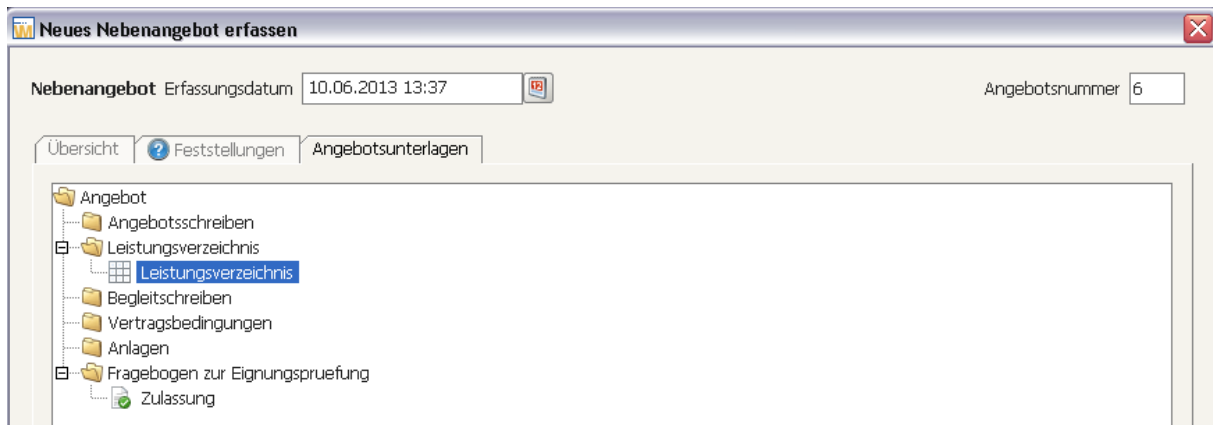 Neues Nebenangebot erfassen
Nebenangebot Erfassungsdatum 10.06.2013 13:37 12 Angebotsnummer 6
Übersicht ? Feststellungen Angebotsunterlagen
Angebot
Angebotsschreiben
Leistungsverzeichnis
Leistungsverzeichnis
Begleitschreiben
Vertragsbedingungen
Anlagen
Fragebogen zur Eignungspruefung
Zulassung